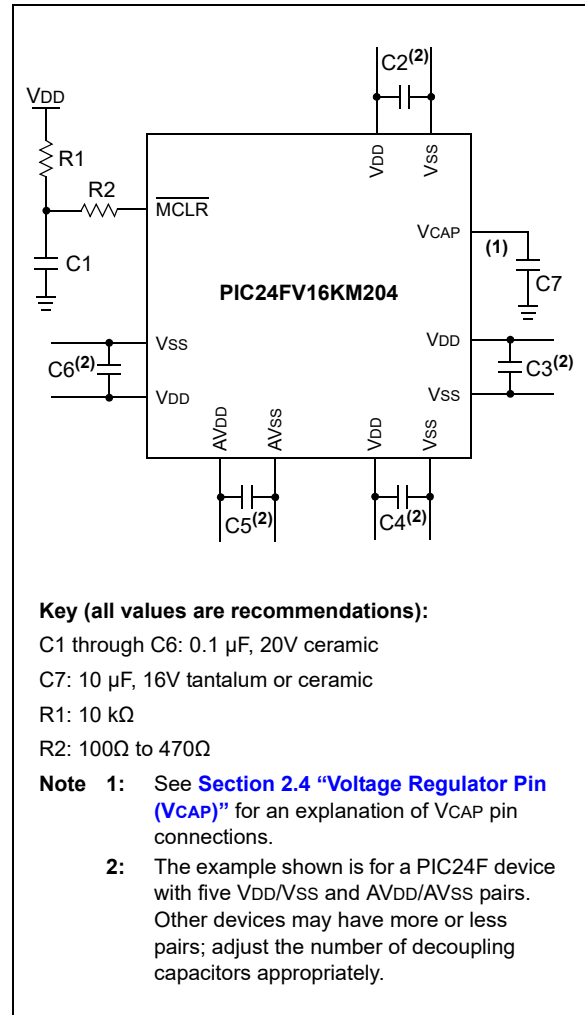 C2(2)
VDD
R1
R2
C1
MCLR
VDD
VSS
VCAP
(1)
C7
PIC24FV16KM204
VSS
VDD
C6(2)
C3(2)
VDD
VSS
AVDD
AVSS
VDD
VSS
C5(2)
C4(2)
Key (all values are recommendations):
C1 through C6: 0.1 µF, 20V ceramic
C7: 10 µF, 16V tantalum or ceramic
R1: 10 kΩ
R2: 100Ω to 470Ω
Note 1: See Section 2.4 “Voltage Regulator Pin
(VCAP)” for an explanation of VCAP pin
connections.
2: The example shown is for a PIC24F device
with five VDD/VSS and AVDD/AVSS pairs.
Other devices may have more or less
pairs; adjust the number of decoupling
capacitors appropriately.